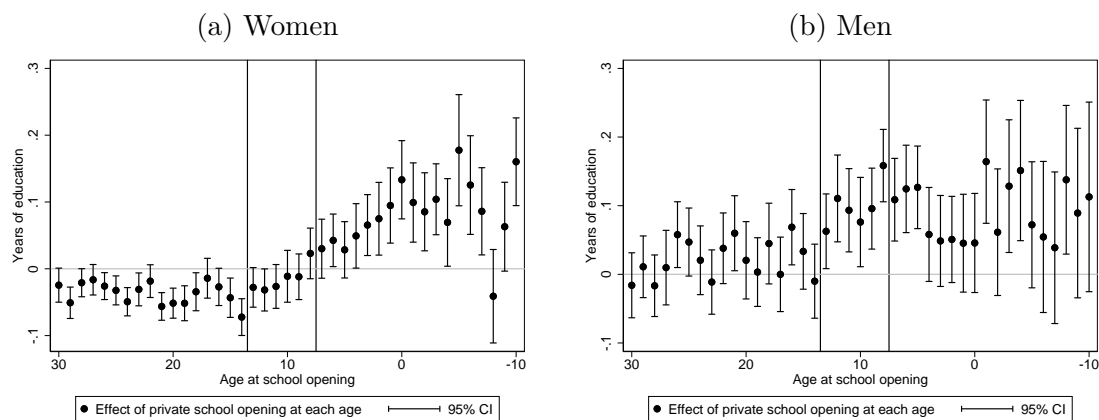 (a) Women
(b) Men
Years of education
.3
.2
.1
0
-.1
30
20
10
0
-10
Age at school opening
Effect of private school opening at each age
95% CI
Years of education
.3
.2
.1
0
-.1
30
20
10
0
-10
Age at school opening
Effect of private school opening at each age
95% CI